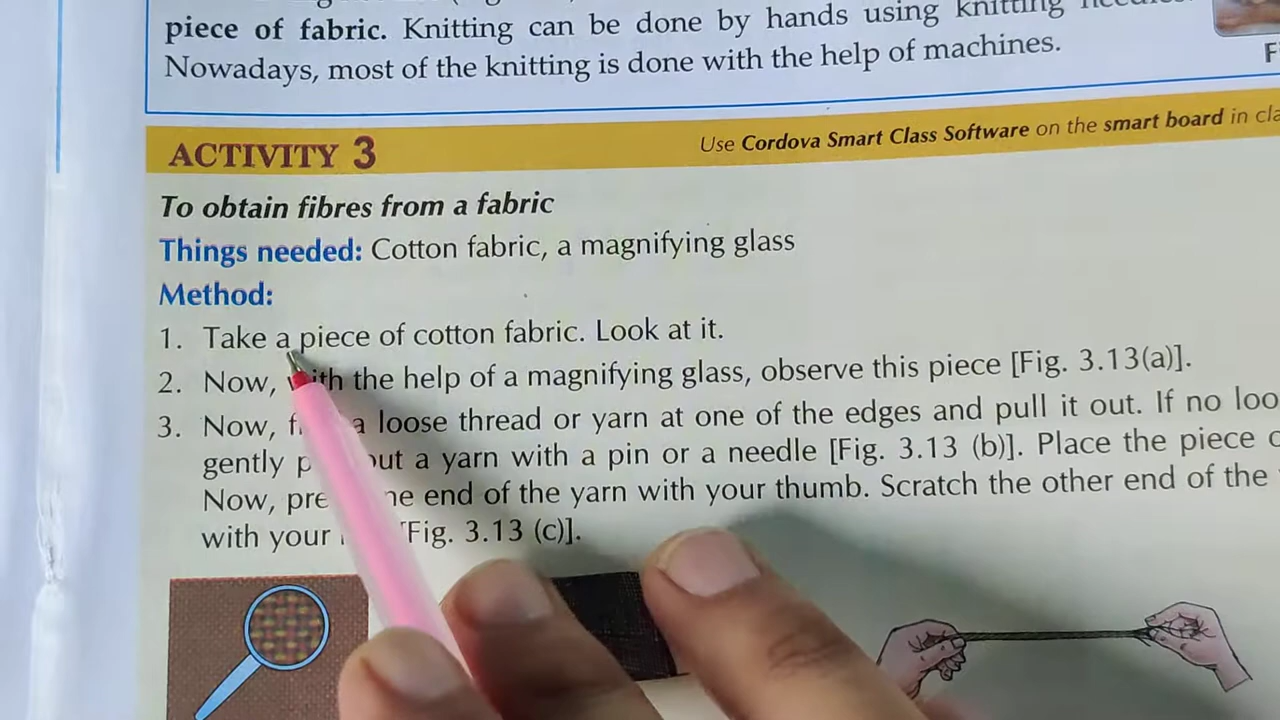 piece of fabric. Knitting can be done by hands using knitting
Nowadays, most of the knitting is done with the help of machines.
ACTIVITY 3
Use Cordova Smart Class Software on the smart board in
To obtain fibres from a fabric
Things needed: Cotton fabric, a magnifying glass
Method:
1. Take a piece of cotton fabric. Look at it.
2. Now, with the help of a magnifying glass, observe this piece [Fig. 3.13(a)].
3. Now, a loose thread or yarn at one of the edges and pull it out. If no
gently out a yarn with a pin or a needle [Fig. 3.13 (b)]. Place the piece
Now, end of the yarn with your thumb. Scratch the other end of the
with your [Fig. 3.13 (c)].